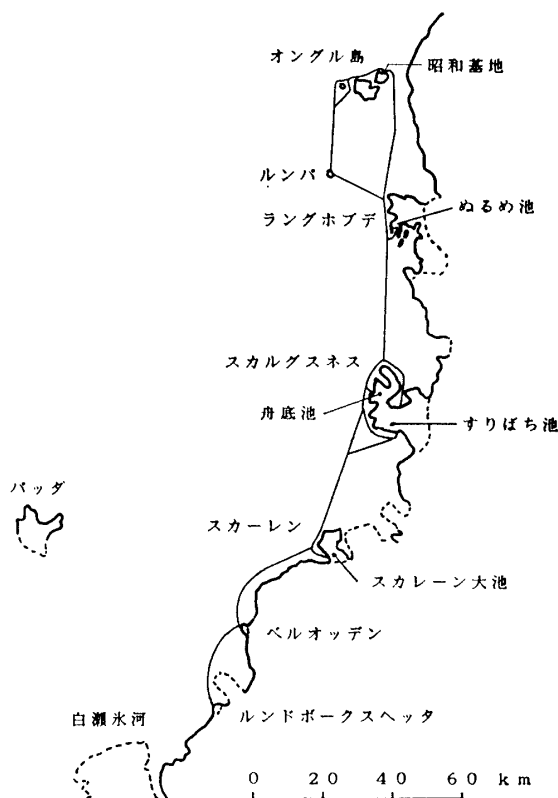 オングル島
昭和基地
ルンパ
ぬるめ池
ラングホブデ
スカルグスネス
舟底池
すりばち池
パッダ
スカーレン
スカレーン大池
ベルオッデン
白瀬氷河
ルンドボークスヘッタ
0 20 40 60 km